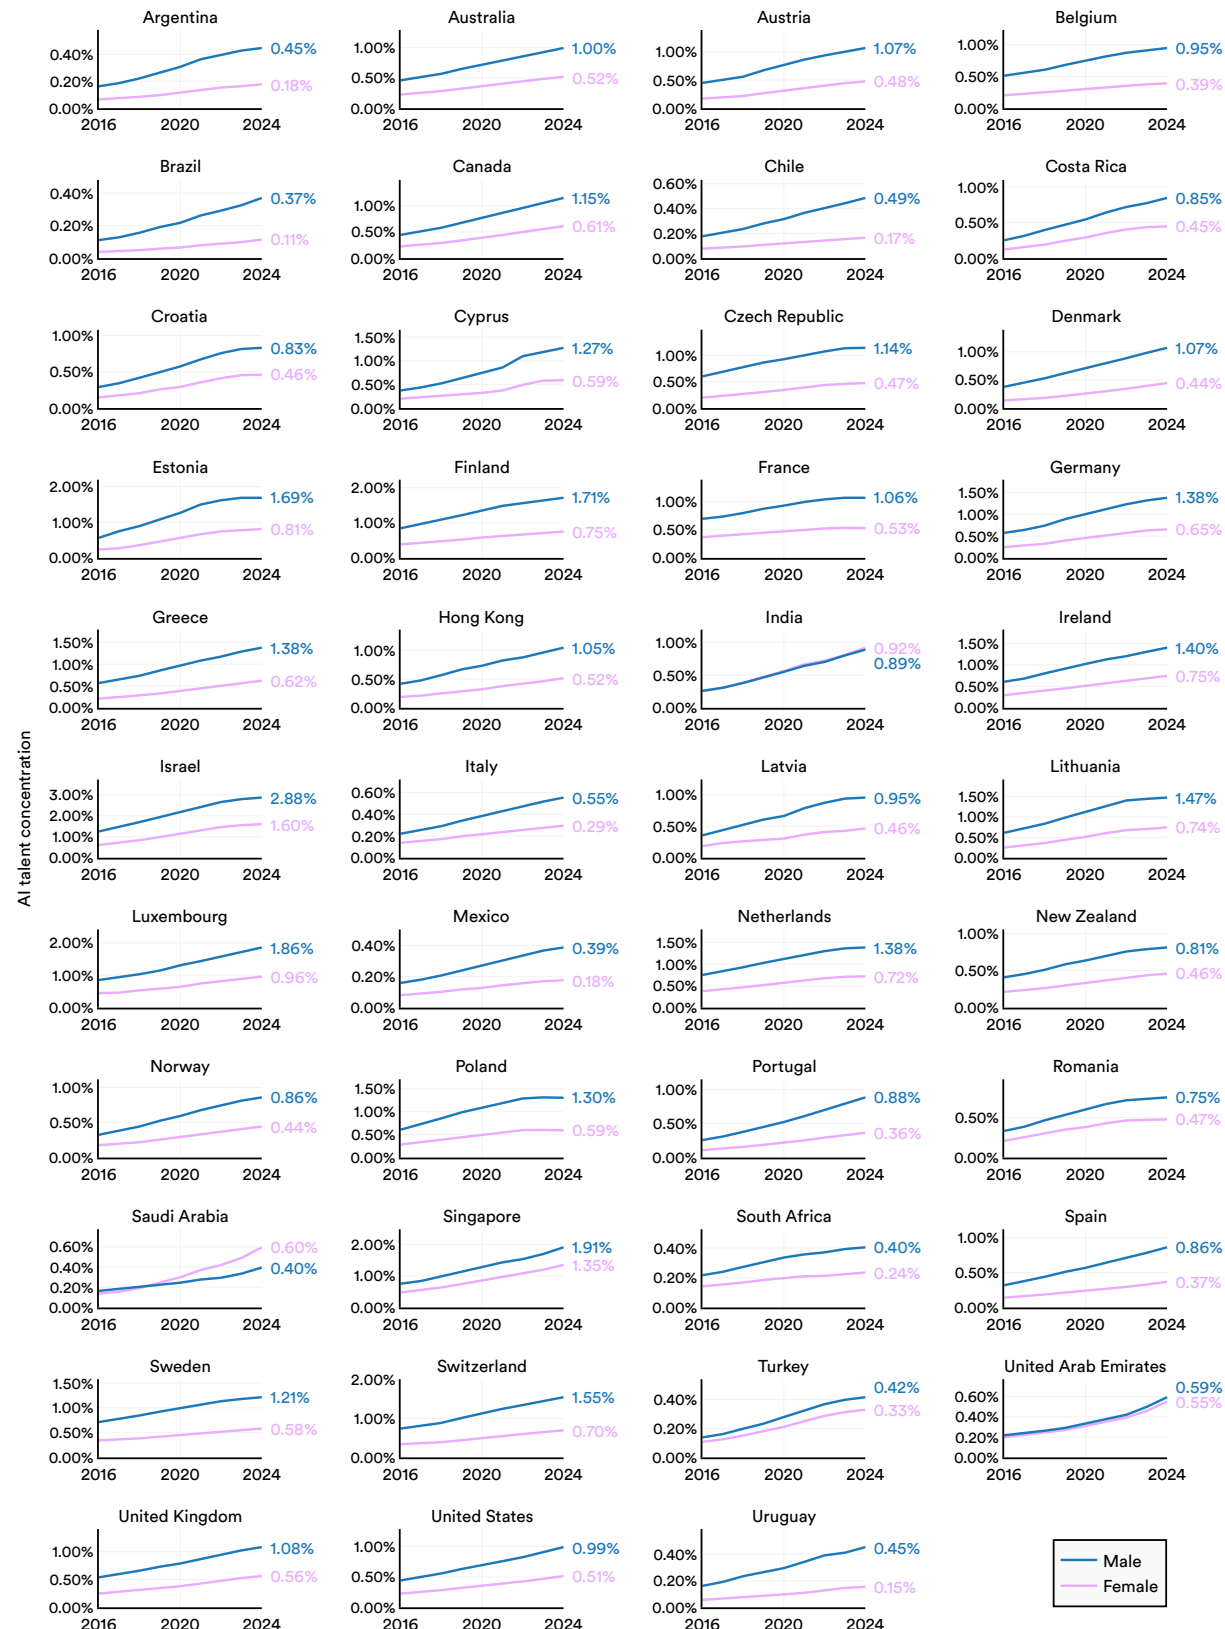 AI talent concentration
Argentina
0.40%
0.20%
0.00%
0.45%
0.18%
2016 2020 2024
Australia
1.00%
0.50%
0.00%
1.00%
0.52%
2016 2020 2024
Austria
1.00%
0.50%
0.00%
1.07%
0.48%
2016 2020 2024
Belgium
1.00%
0.50%
0.00%
0.95%
0.39%
2016 2020 2024
Brazil
0.40%
0.20%
0.00%
0.37%
0.11%
2016 2020 2024
Canada
1.00%
0.50%
0.00%
1.15%
0.61%
2016 2020 2024
Chile
0.60%
0.40%
0.20%
0.00%
0.49%
0.17%
2016 2020 2024
Costa Rica
1.00%
0.50%
0.00%
0.85%
0.45%
2016 2020 2024
Croatia
1.00%
0.50%
0.00%
0.83%
0.46%
2016 2020 2024
Cyprus
1.50%
1.00%
0.50%
0.00%
1.27%
0.59%
2016 2020 2024
Czech Republic
1.00%
0.50%
0.00%
1.14%
0.47%
2016 2020 2024
Denmark
1.00%
0.50%
0.00%
1.07%
0.44%
2016 2020 2024
Estonia
2.00%
1.00%
0.00%
1.69%
0.81%
2016 2020 2024
Finland
2.00%
1.00%
0.00%
1.71%
0.75%
2016 2020 2024
France
1.00%
0.50%
0.00%
1.06%
0.53%
2016 2020 2024
Germany
1.50%
1.00%
0.50%
0.00%
1.38%
0.65%
2016 2020 2024
Greece
1.50%
1.00%
0.50%
0.00%
1.38%
0.62%
2016 2020 2024
Hong Kong
1.00%
0.50%
0.00%
1.05%
0.52%
2016 2020 2024
India
1.00%
0.50%
0.00%
0.92%
0.89%
2016 2020 2024
Ireland
1.50%
1.00%
0.50%
0.00%
1.40%
0.75%
2016 2020 2024
Israel
3.00%
2.00%
1.00%
0.00%
2.88%
1.60%
2016 2020 2024
Italy
0.60%
0.40%
0.20%
0.00%
0.55%
0.29%
2016 2020 2024
Latvia
1.00%
0.50%
0.00%
0.95%
0.46%
2016 2020 2024
Lithuania
1.50%
1.00%
0.50%
0.00%
1.47%
0.74%
2016 2020 2024
Luxembourg
2.00%
1.00%
0.00%
1.86%
0.96%
2016 2020 2024
Mexico
0.40%
0.20%
0.00%
0.39%
0.18%
2016 2020 2024
Netherlands
1.50%
1.00%
0.50%
0.00%
1.38%
0.72%
2016 2020 2024
New Zealand
1.00%
0.50%
0.00%
0.81%
0.46%
2016 2020 2024
Norway
1.00%
0.50%
0.00%
0.86%
0.44%
2016 2020 2024
Poland
1.50%
1.00%
0.50%
0.00%
1.30%
0.59%
2016 2020 2024
Portugal
1.00%
0.50%
0.00%
0.88%
0.36%
2016 2020 2024
Romania
0.50%
0.00%
0.75%
0.47%
2016 2020 2024
Saudi Arabia
0.60%
0.40%
0.20%
0.00%
0.60%
0.40%
2016 2020 2024
Singapore
2.00%
1.00%
0.00%
1.91%
1.35%
2016 2020 2024
South Africa
0.40%
0.20%
0.00%
0.40%
0.24%
2016 2020 2024
Spain
1.00%
0.50%
0.00%
0.86%
0.37%
2016 2020 2024
Sweden
1.50%
1.00%
0.50%
0.00%
1.21%
0.58%
2016 2020 2024
Switzerland
2.00%
1.00%
0.00%
1.55%
0.70%
2016 2020 2024
Turkey
0.40%
0.20%
0.00%
0.42%
0.33%
2016 2020 2024
United Arab Emirates
0.60%
0.40%
0.20%
0.00%
0.59%
0.55%
2016 2020 2024
United Kingdom
1.00%
0.50%
0.00%
1.08%
0.56%
2016 2020 2024
United States
1.00%
0.50%
0.00%
0.99%
0.51%
2016 2020 2024
Uruguay
0.40%
0.20%
0.00%
0.45%
0.15%
2016 2020 2024
Male
Female